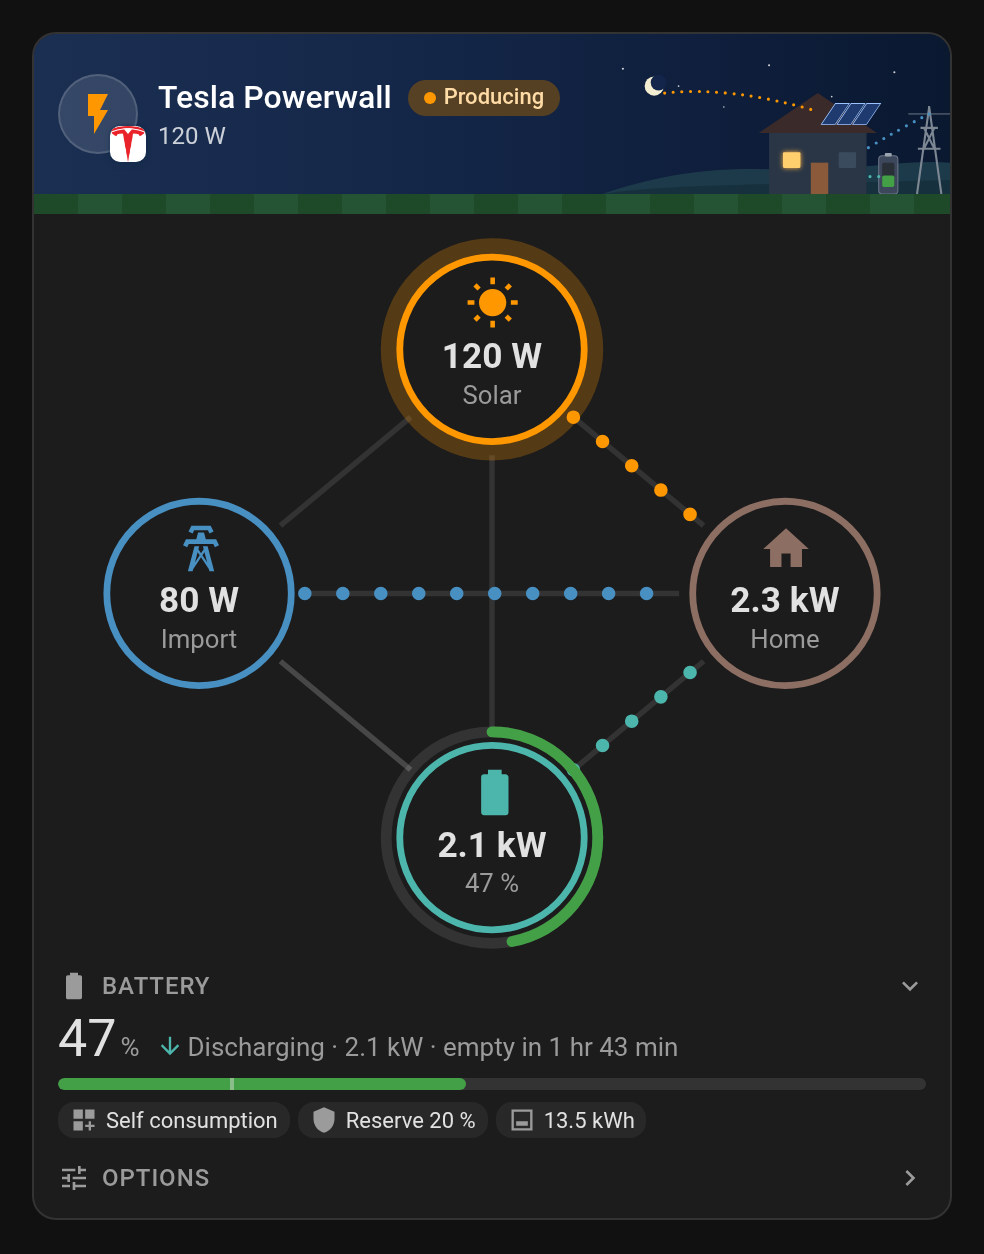 Tesla Powerwall
Producing
120 W
120 W
Solar
80 W
Import
2.3 kW
Home
2.1 kW
47 %
BATTERY
47 %
Discharging · 2.1 kW · empty in 1 hr 43 min
Self consumption
Reserve 20 %
13.5 kWh
OPTIONS